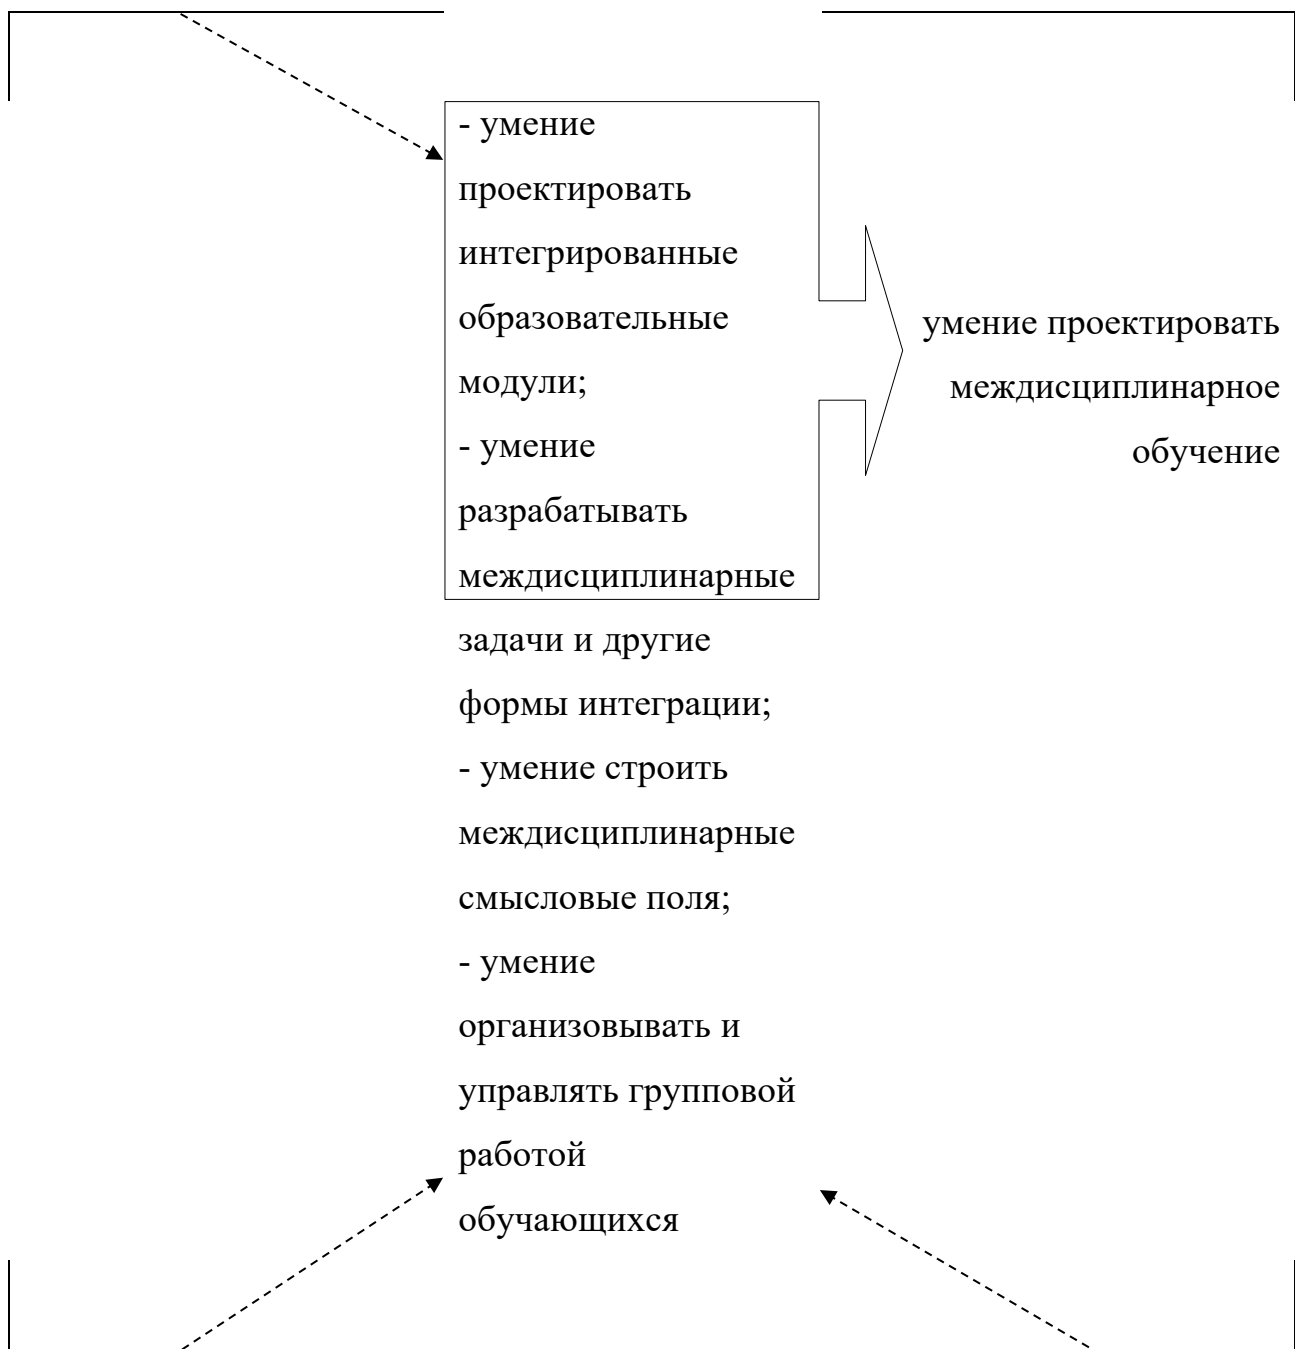 - умение
проектировать
интегрированные
образовательные
модули;
- умение
разрабатывать
междисциплинарные
задачи и другие
формы интеграции;
- умение строить
междисциплинарные
смысловые поля;
- умение
организовывать и
управлять групповой
работой
обучающихся
умение проектировать
междисциплинарное
обучение